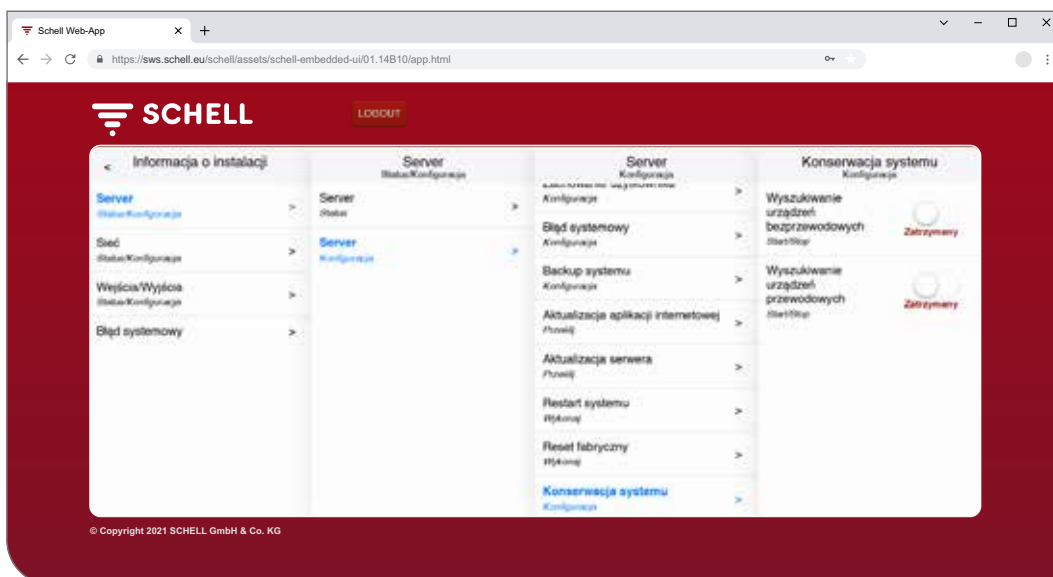 Schell Web-App
https://sws.schell.eu/schell/assets/schell-embedded-ui/01.14B10/app.html
SCHELL
LOGOUT
< Informacja o instalacji
Server
Status/Konfiguracja
>
Sieć
Status/Konfiguracja
>
Wejścia/Wyjścia
Status/Konfiguracja
>
Błąd systemowy
>
Server
Status/Konfiguracja
Server
Status
>
Server
Konfiguracja
>
Server
Konfiguracja
Zachowanie użytkownika
Konfiguracja
>
Błąd systemowy
Konfiguracja
>
Backup systemu
Konfiguracja
>
Aktualizacja aplikacji internetowej
Prześlij
>
Aktualizacja serwera
Prześlij
>
Restart systemu
Wykonaj
>
Reset fabryczny
Wykonaj
>
Konserwacja systemu
Konfiguracja
>
Konserwacja systemu
Konfiguracja
Wyszukiwanie
urządzeń
bezprzewodowych
Start/Stop
Zatrzymany
Wyszukiwanie
urządzeń
przewodowych
Start/Stop
Zatrzymany
© Copyright 2021 SCHELL GmbH & Co. KG